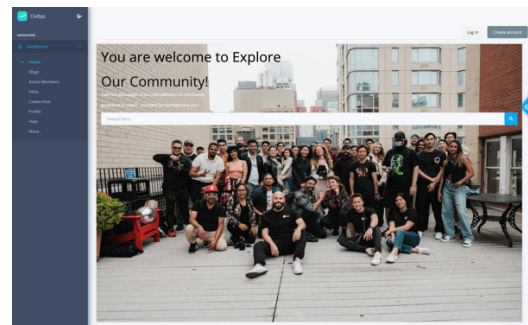 Civitas
Log in
Create account
NAVIGATION
Dashboard
Home
Blogs
Active Members
FAQs
Create Post
Profile
Help
More...
You are welcome to Explore
Our Community!
Search here...